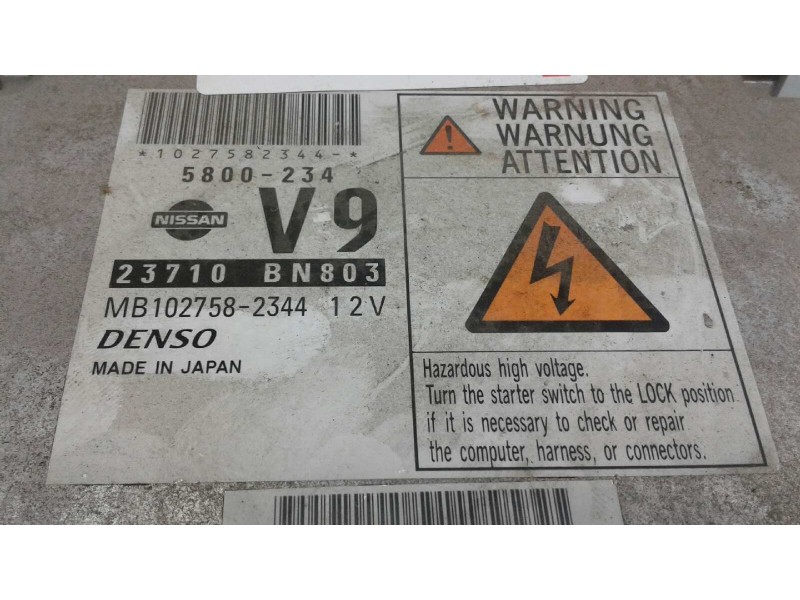 *1027582344-*
5800-234
NISSAN
V9
23710 BN803
MB102758-2344 12V
DENSO
MADE IN JAPAN
WARNING
WARNUNG
ATTENTION
Hazardous high voltage.
Turn the starter switch to the LOCK position
if it is necessary to check or repair
the computer, harness, or connectors.